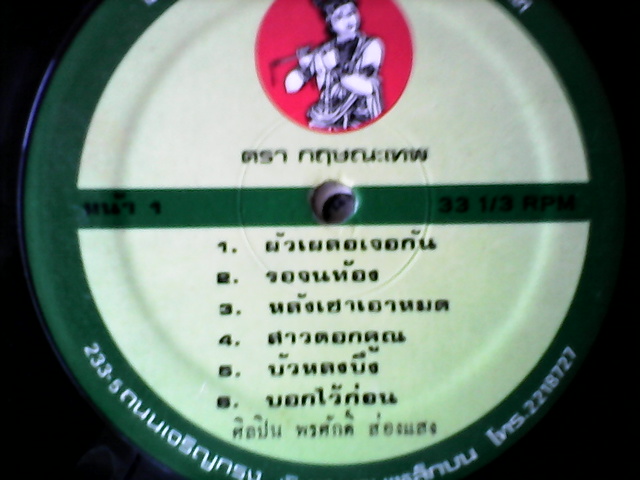 ตรา กฤษณะเทพ
หน้า 1
33 1/3 RPM
1. ผัวเผลอเจอกัน
2. รอจนท้อง
3. หลังเฮาเอาหมด
4. สาวดอกคูณ
5. บัวหลงบึ้ง
6. บอกไว้ก่อน
ศิลปิน พรศักดิ์ ส่องแสง
233-5 ถนนเจริญกรุง โทร.2218727